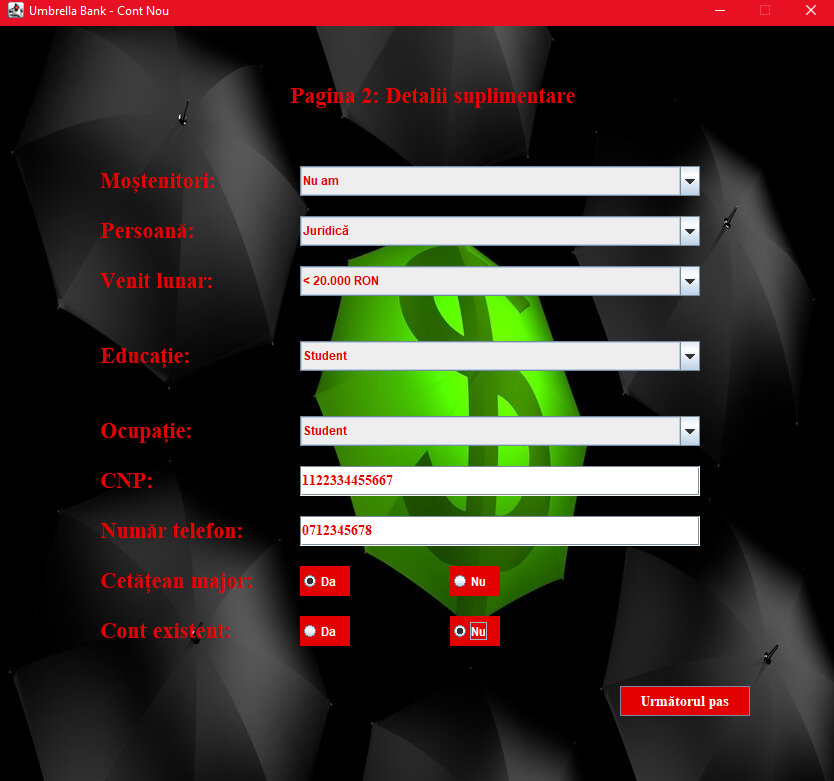 Umbrella Bank - Cont Nou
Pagina 2: Detalii suplimentare
Moștenitori: Nu am
Persoană: Juridică
Venit lunar: < 20.000 RON
Educație: Student
Ocupație: Student
CNP: 1122334455667
Număr telefon: 0712345678
Cetățean major: Da Nu
Cont existent: Da Nu
Următorul pas